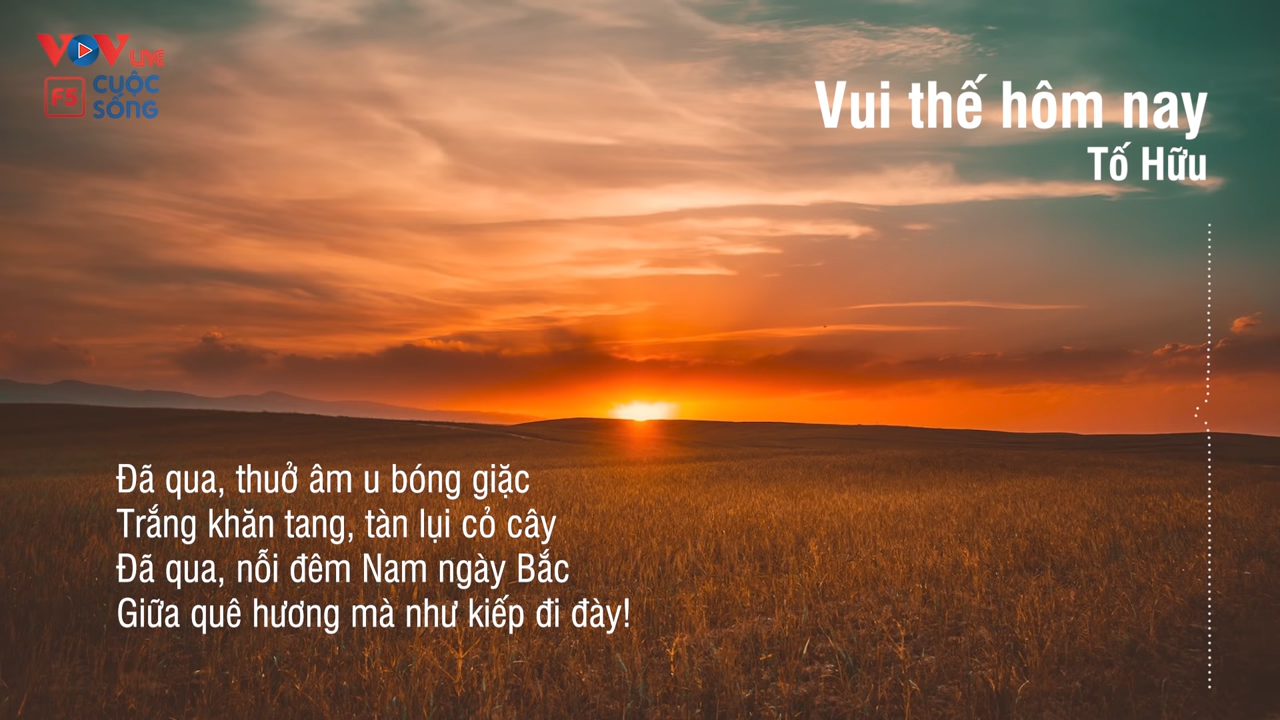 VOV LIVE
F5 CUỘC SỐNG
Vui thế hôm nay
Tố Hữu
Đã qua, thuở âm u bóng giặc
Trắng khăn tang, tàn lụi cỏ cây
Đã qua, nỗi đêm Nam ngày Bắc
Giữa quê hương mà như kiếp đi đày!